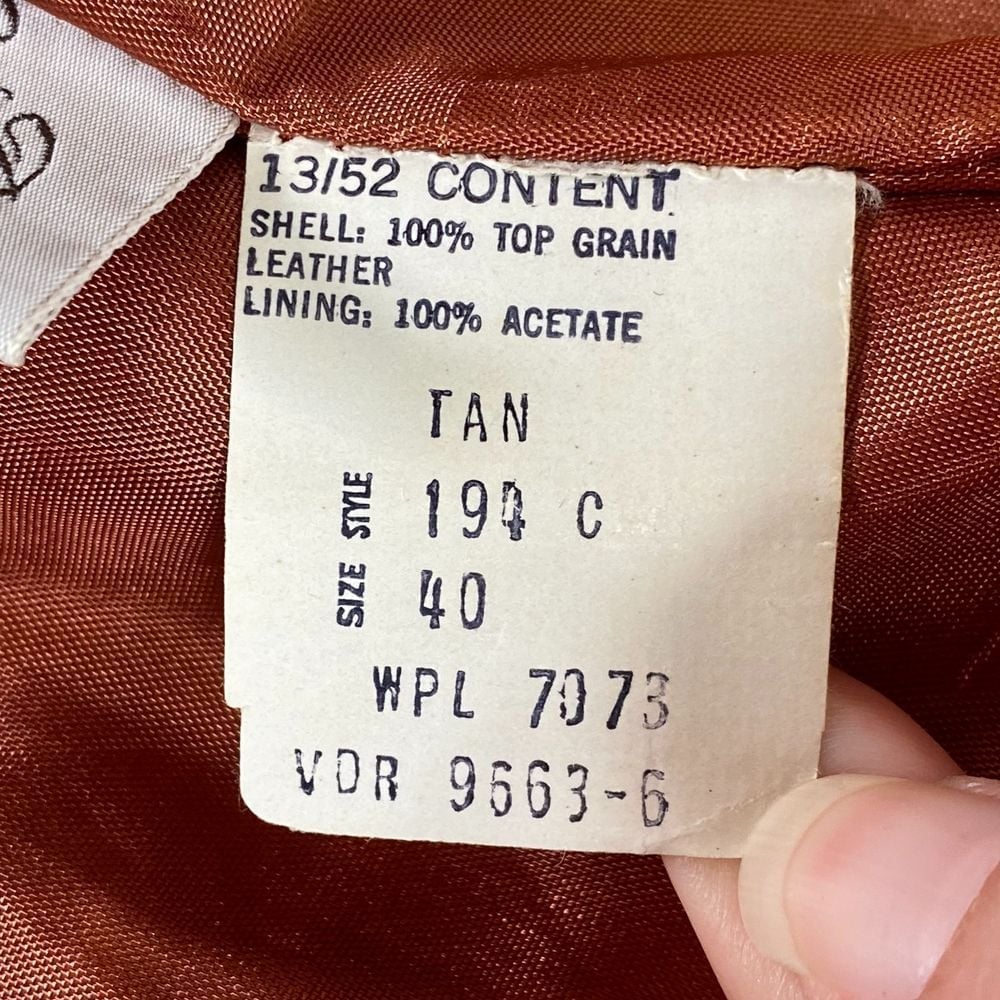 13/52 CONTENT
SHELL: 100% TOP GRAIN
LEATHER
LINING: 100% ACETATE
TAN
STYLE 194 C
SIZE 40
WPL 7073
VDR 9663-6